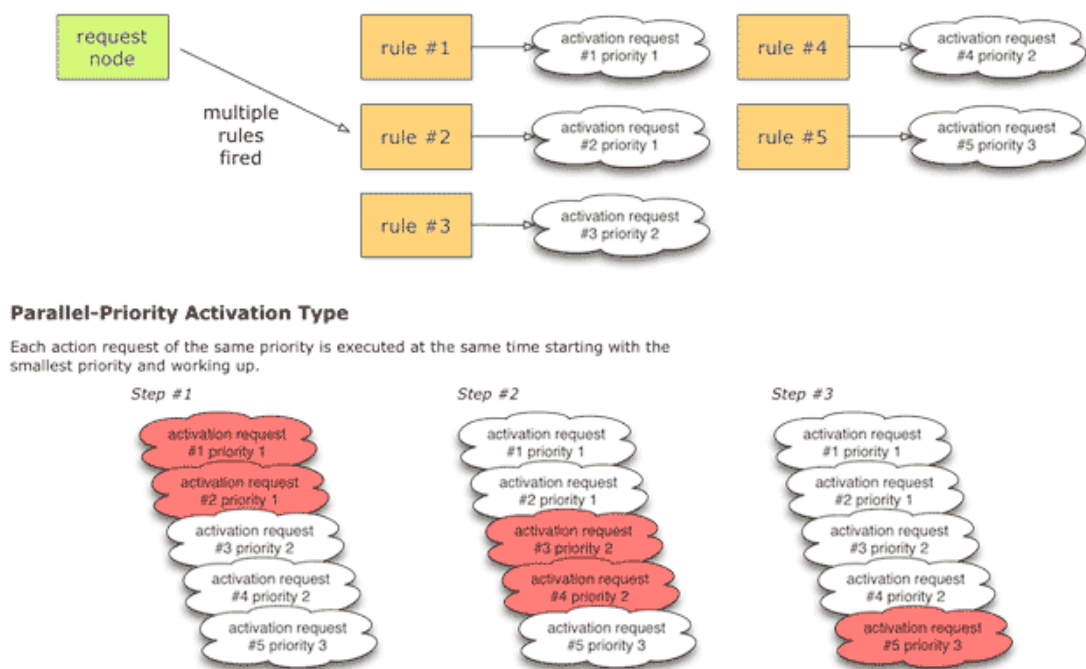 request
node
multiple
rules
fired
rule #1
activation request
#1 priority 1
rule #2
activation request
#2 priority 1
rule #3
activation request
#3 priority 2
rule #4
activation request
#4 priority 2
rule #5
activation request
#5 priority 3
Parallel-Priority Activation Type
Each action request of the same priority is executed at the same time starting with the
smallest priority and working up.
Step #1
activation request
#1 priority 1
activation request
#2 priority 1
activation request
#3 priority 2
activation request
#4 priority 2
activation request
#5 priority 3
Step #2
activation request
#1 priority 1
activation request
#2 priority 1
activation request
#3 priority 2
activation request
#4 priority 2
activation request
#5 priority 3
Step #3
activation request
#1 priority 1
activation request
#2 priority 1
activation request
#3 priority 2
activation request
#4 priority 2
activation request
#5 priority 3